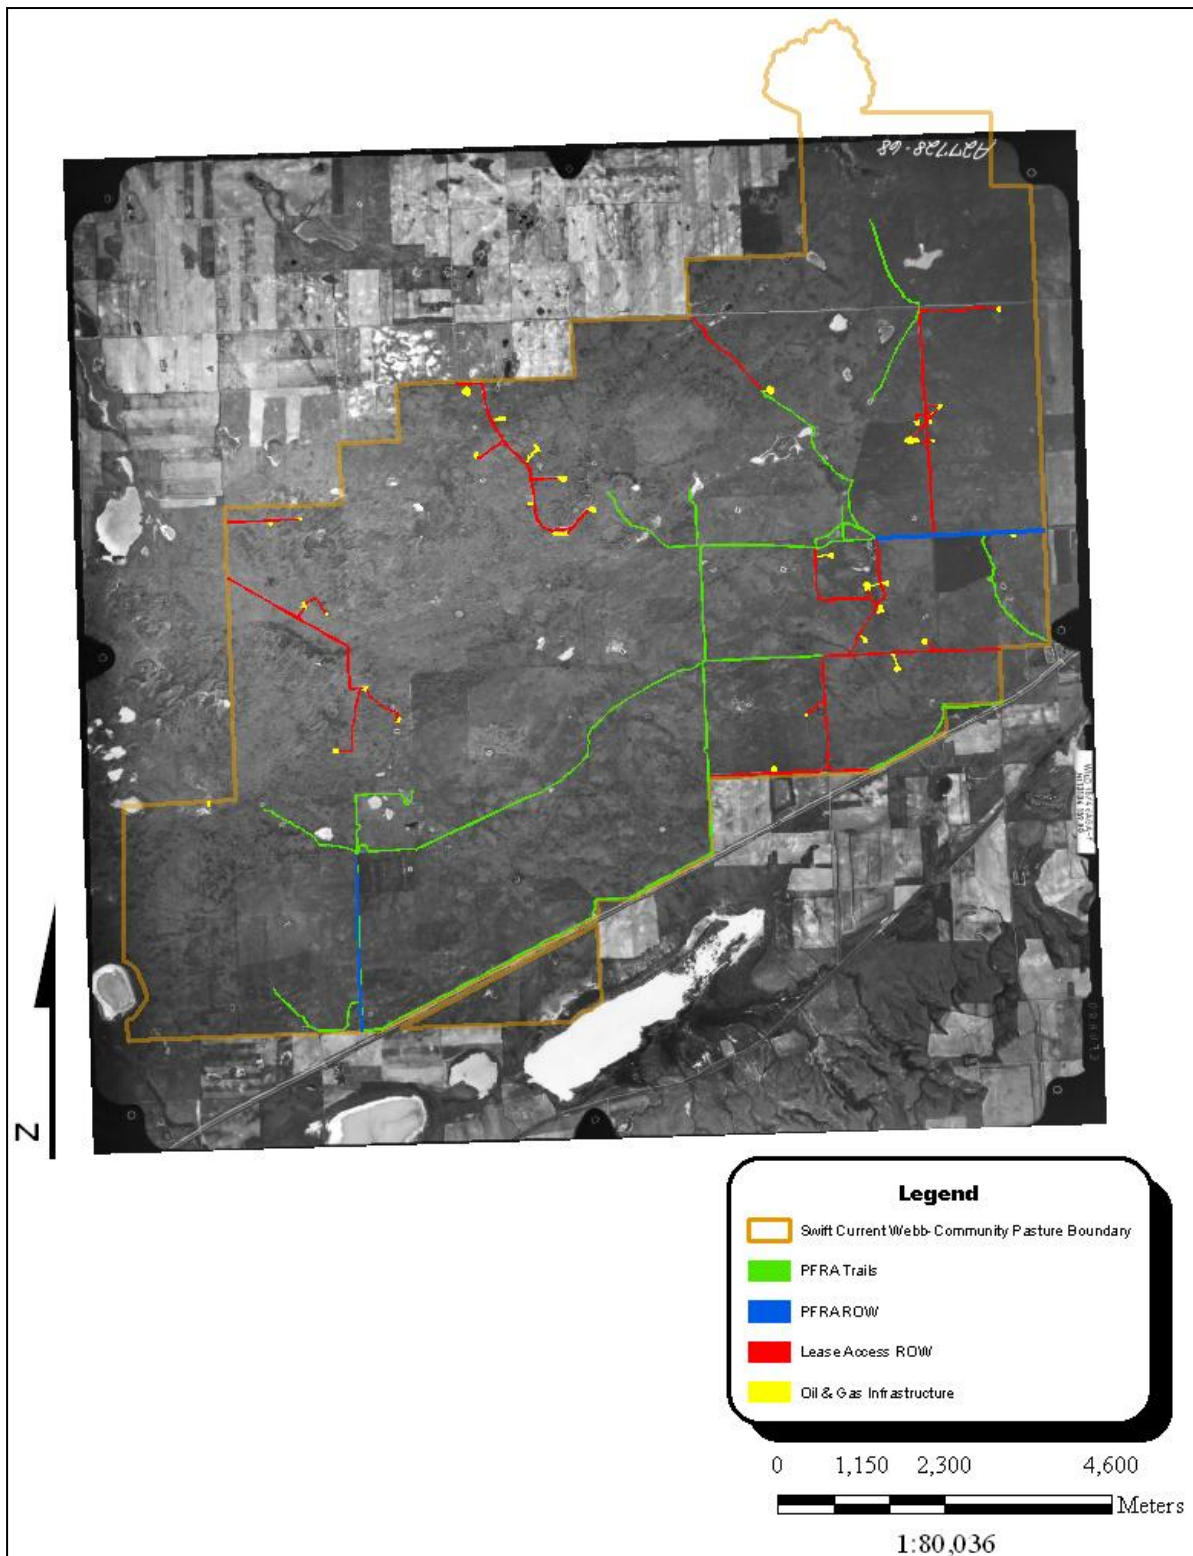 A27728-68
N
Legend
Swift Current Webb-Community Pasture Boundary
PFRA Trails
PFRA ROW
Lease Access ROW
Oil & Gas Infrastructure
0 1,150 2,300 4,600
Meters
1:80,036